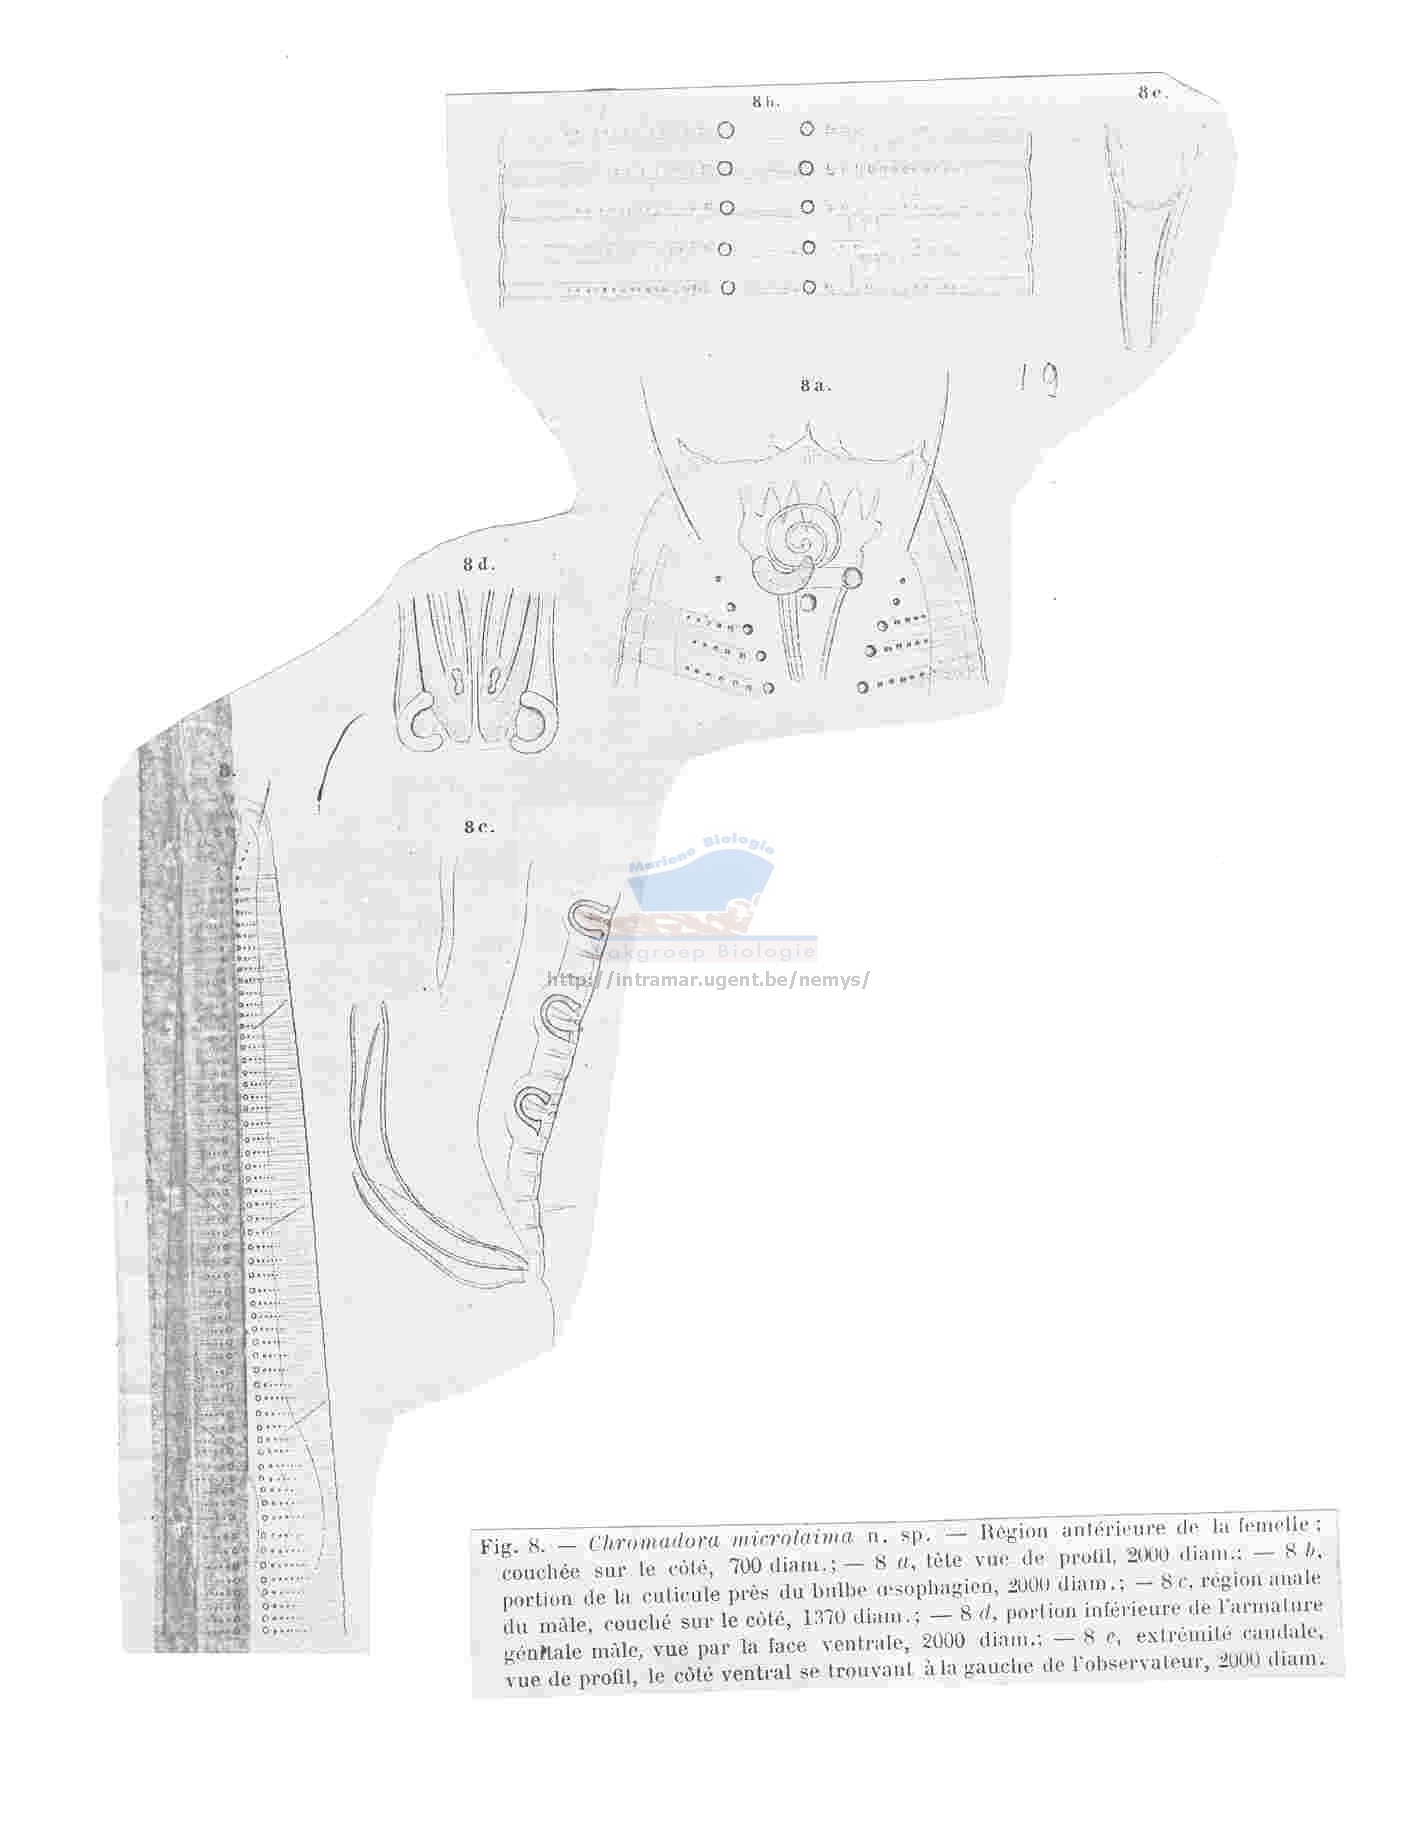 8 b.
8 e.
19
8 a.
8 d.
8.
8 c.
Mariene Biologie
Vakgroep Biologie
http://intramar.ugent.be/nemys/
Fig. 8. — Chromadora microlaima n. sp. — Région antérieure de la femelle ;
couchée sur le côté, 700 diam.; — 8 a, tête vue de profil, 2000 diam.; — 8 b,
portion de la cuticule près du bulbe œsophagien, 2000 diam.; — 8 c, région anale
du mâle, couché sur le côté, 1370 diam.; — 8 d, portion inférieure de l'armature
génitale mâle, vue par la face ventrale, 2000 diam.; — 8 e, extrémité caudale,
vue de profil, le côté ventral se trouvant à la gauche de l'observateur, 2000 diam.